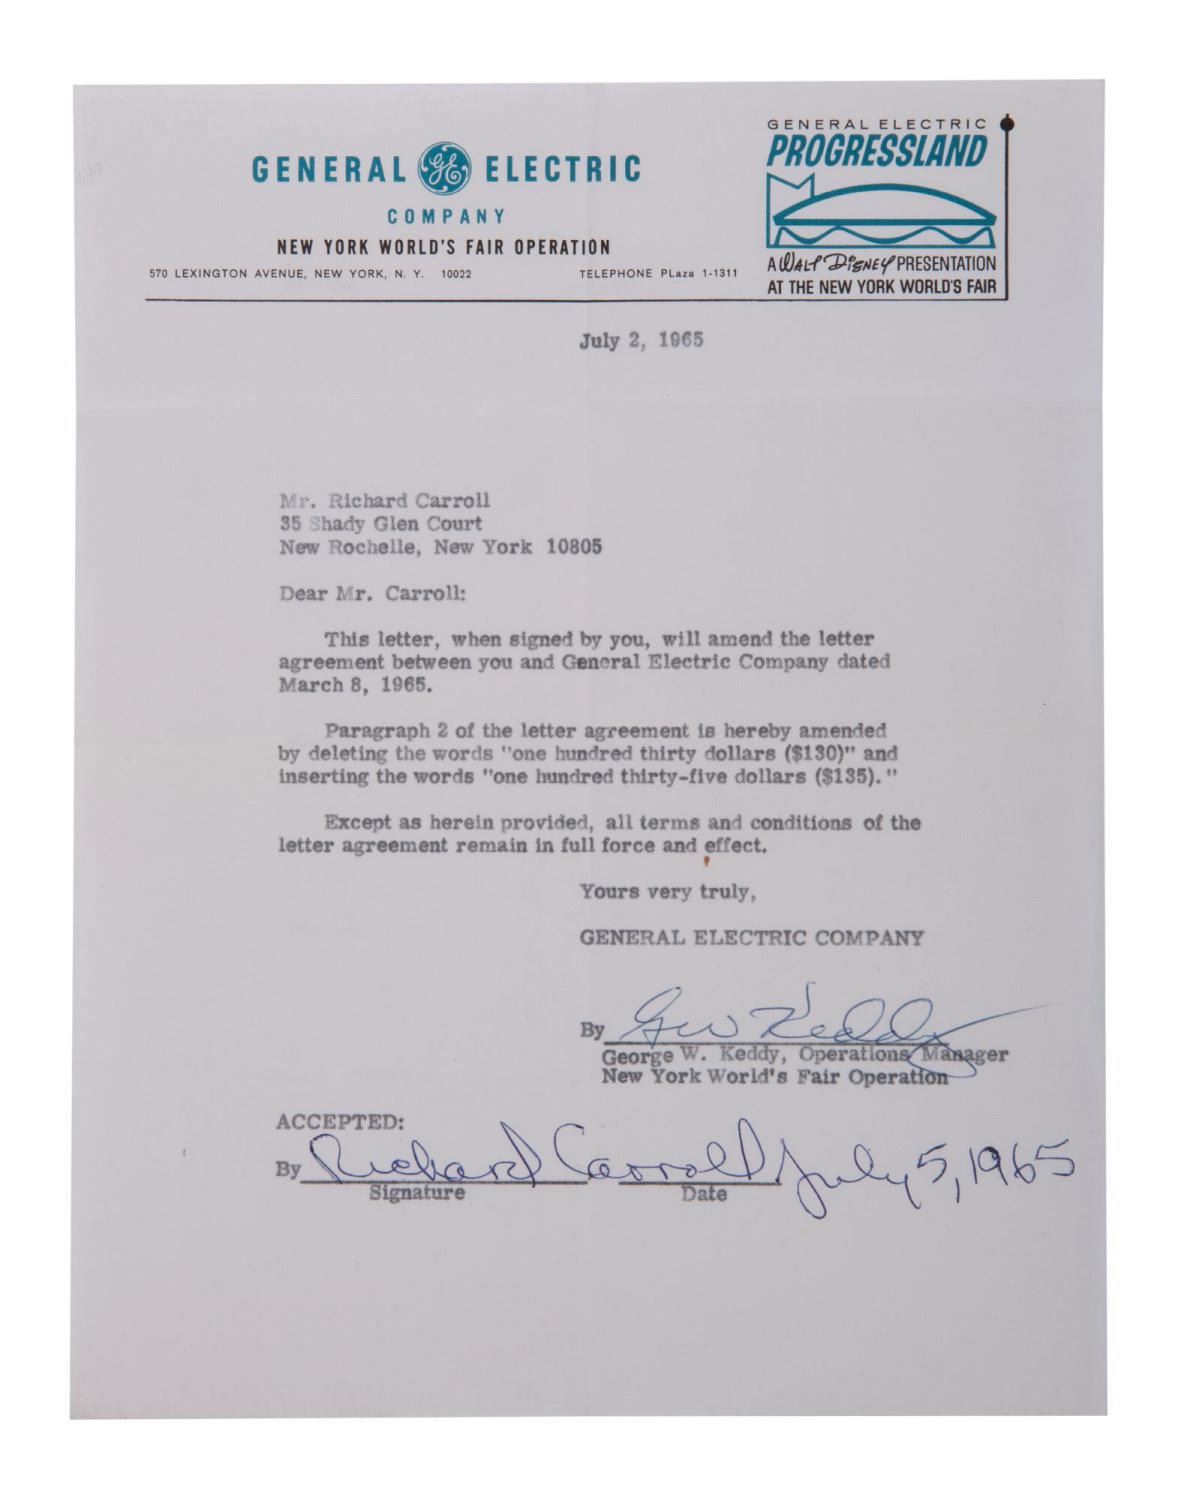 GENERAL GE ELECTRIC
COMPANY
NEW YORK WORLD'S FAIR OPERATION
570 LEXINGTON AVENUE, NEW YORK, N. Y. 10022 TELEPHONE PLaza 1-1311
GENERAL ELECTRIC
PROGRESSLAND
A WALT DISNEY PRESENTATION
AT THE NEW YORK WORLD'S FAIR
July 2, 1965
Mr. Richard Carroll
35 Shady Glen Court
New Rochelle, New York 10805
Dear Mr. Carroll:
This letter, when signed by you, will amend the letter
agreement between you and General Electric Company dated
March 8, 1965.
Paragraph 2 of the letter agreement is hereby amended
by deleting the words "one hundred thirty dollars ($130)" and
inserting the words "one hundred thirty-five dollars ($135)."
Except as herein provided, all terms and conditions of the
letter agreement remain in full force and effect.
Yours very truly,
GENERAL ELECTRIC COMPANY
By Geo W Keddy
George W. Keddy, Operations Manager
New York World's Fair Operation
ACCEPTED:
By Richard Carroll July 5, 1965
Signature Date